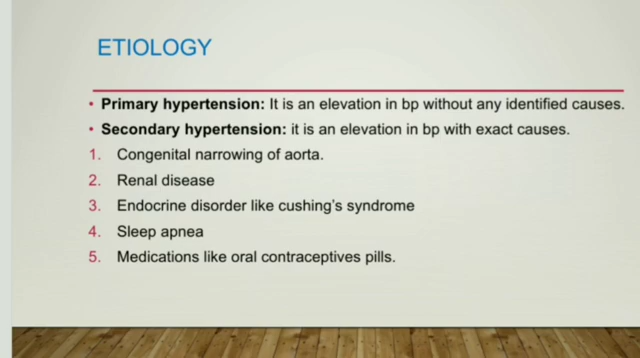 ETIOLOGY
• Primary hypertension: It is an elevation in bp without any identified causes.
• Secondary hypertension: it is an elevation in bp with exact causes.
1. Congenital narrowing of aorta.
2. Renal disease
3. Endocrine disorder like cushing's syndrome
4. Sleep apnea
5. Medications like oral contraceptives pills.